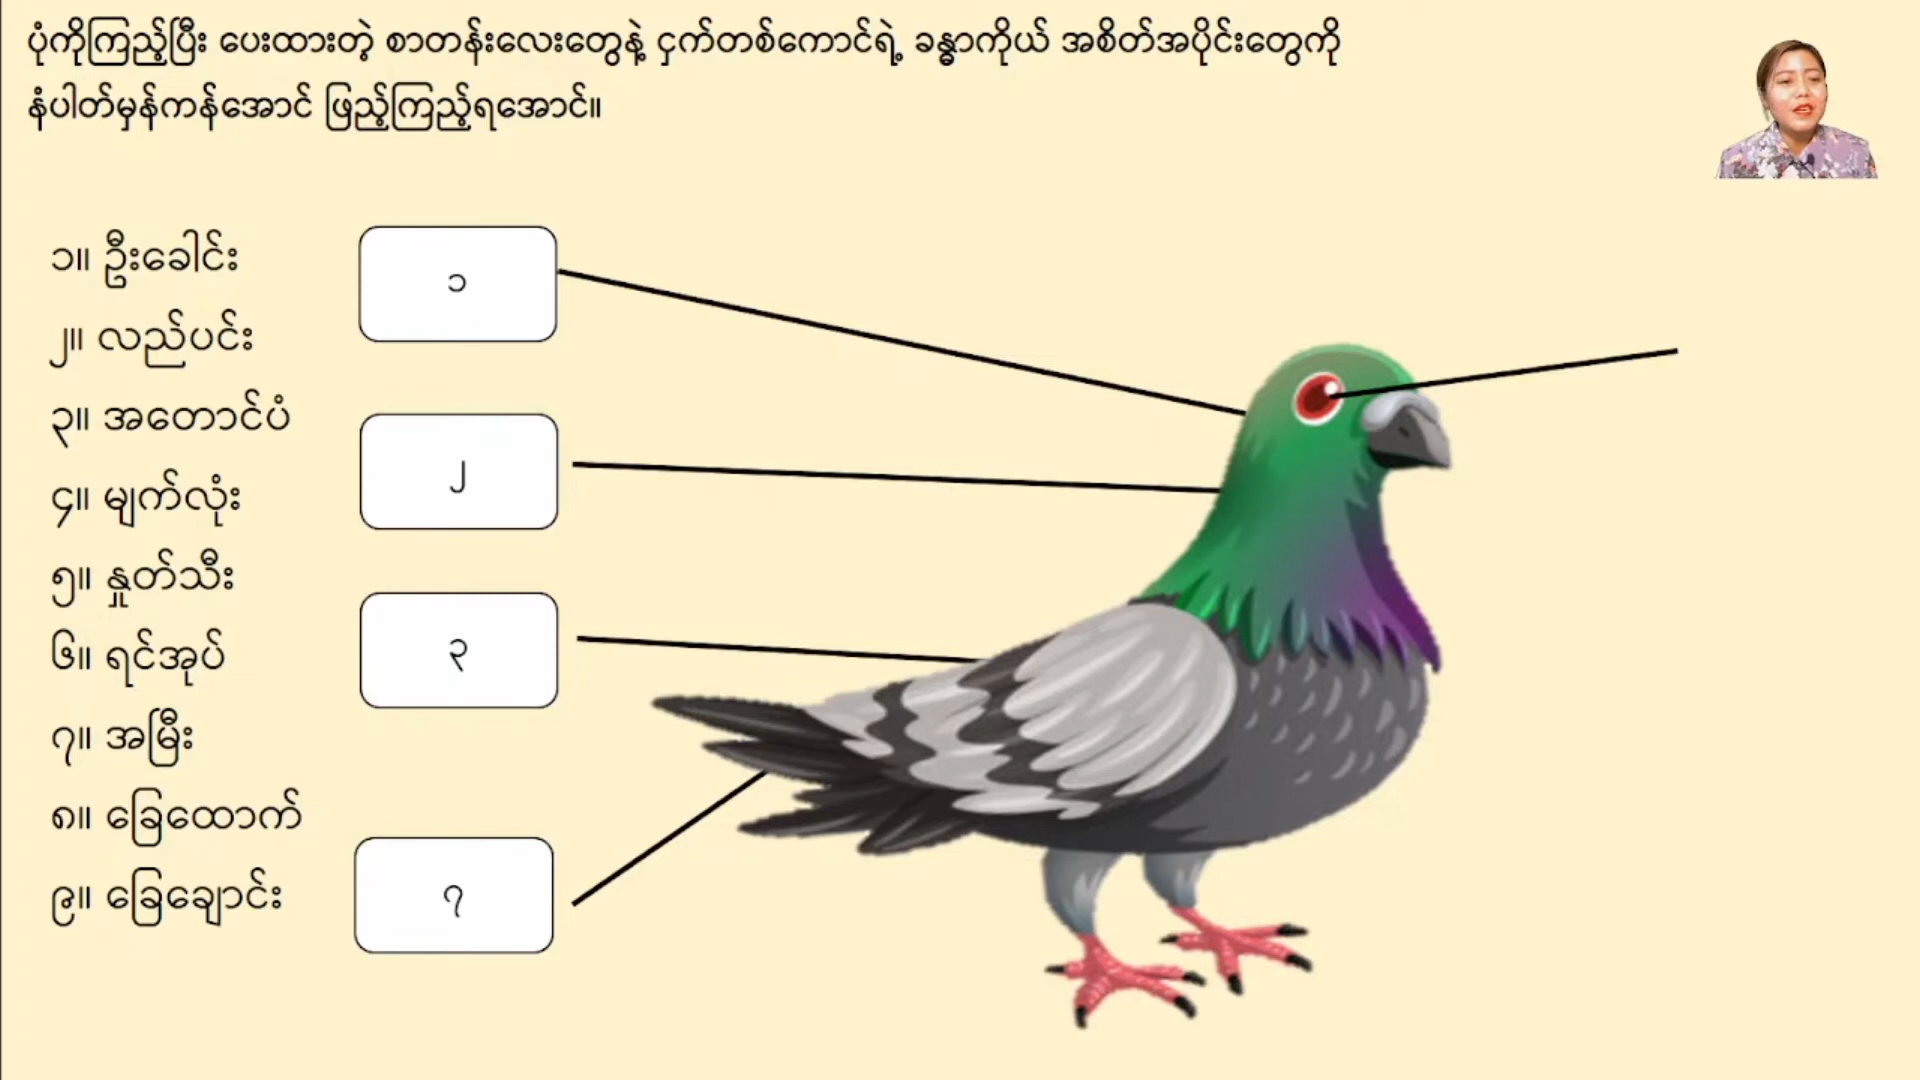 ပုံကိုကြည့်ပြီး ပေးထားတဲ့ စာတန်းလေးတွေနဲ့ ငှက်တစ်ကောင်ရဲ့ ခန္ဓာကိုယ် အစိတ်အပိုင်းတွေကို
နံပါတ်မှန်ကန်အောင် ဖြည့်ကြည့်ရအောင်။
၁။ ဦးခေါင်း
၂။ လည်ပင်း
၃။ အတောင်ပံ
၄။ မျက်လုံး
၅။ နှုတ်သီး
၆။ ရင်အုပ်
၇။ အမြီး
၈။ ခြေထောက်
၉။ ခြေချောင်း
၁
၂
၃
၇